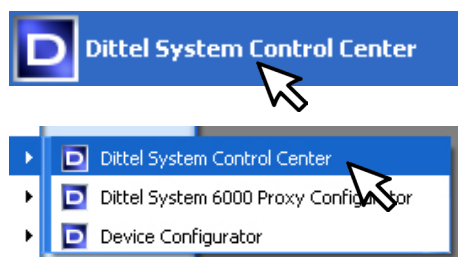 D Dittel System Control Center
D Dittel System Control Center
D Dittel System 6000 Proxy Configurator
D Device Configurator